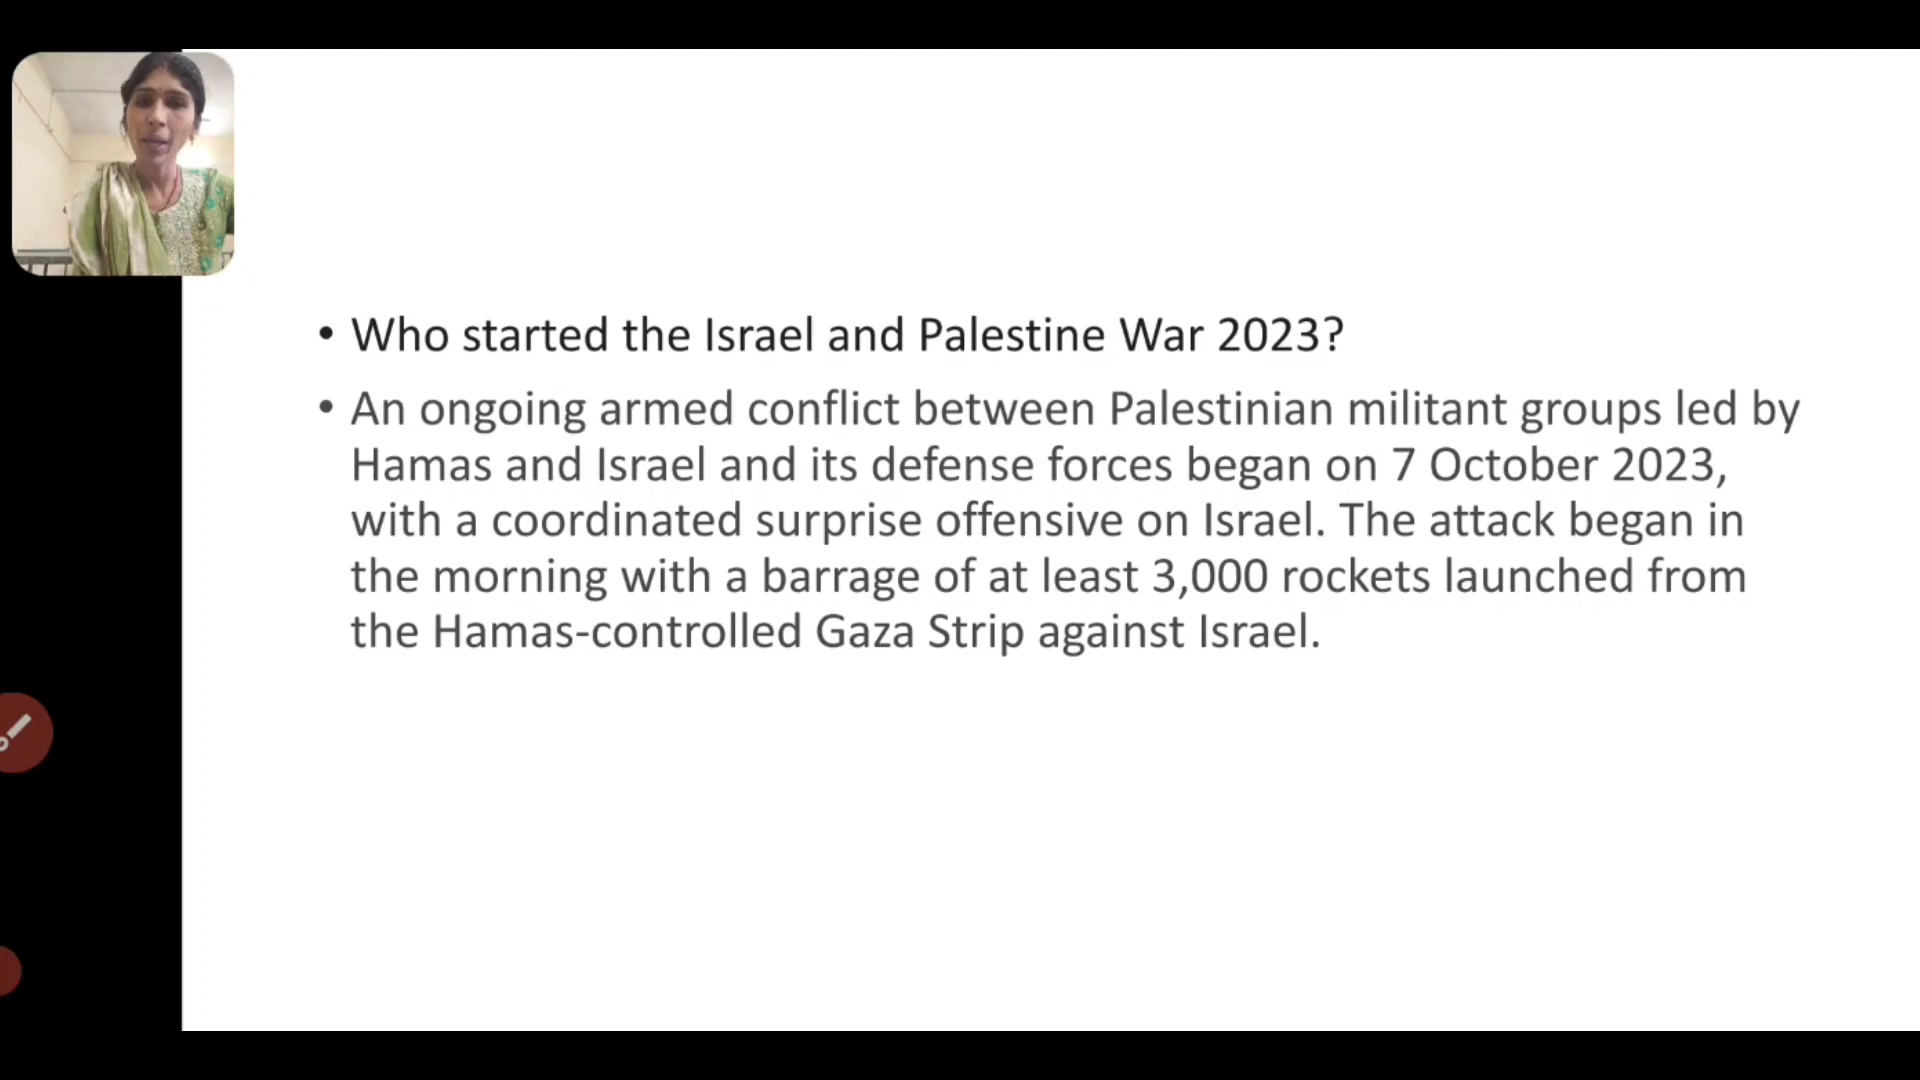 • Who started the Israel and Palestine War 2023?
• An ongoing armed conflict between Palestinian militant groups led by
Hamas and Israel and its defense forces began on 7 October 2023,
with a coordinated surprise offensive on Israel. The attack began in
the morning with a barrage of at least 3,000 rockets launched from
the Hamas-controlled Gaza Strip against Israel.